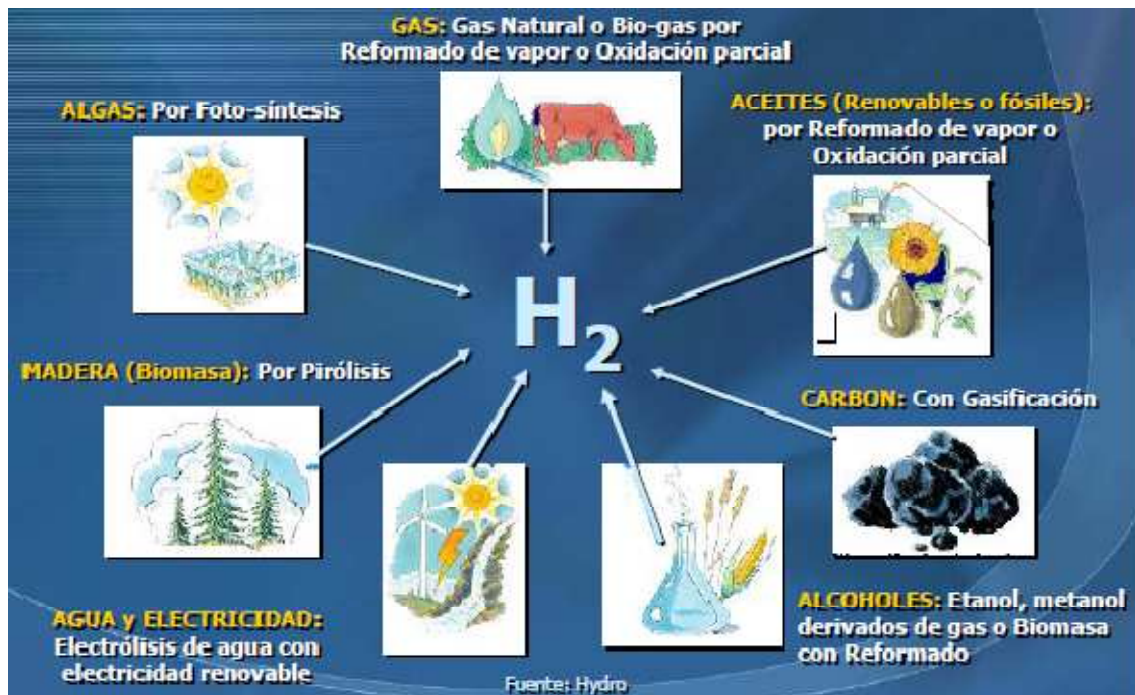 GAS: Gas Natural o Bio-gas por
Reformado de vapor o Oxidación parcial
ALGAS: Por Foto-síntesis
ACEITES (Renovables o fósiles):
por Reformado de vapor o
Oxidación parcial
H2
MADERA (Biomasa): Por Pirólisis
CARBON: Con Gasificación
AGUA y ELECTRICIDAD:
Electrólisis de agua con
electricidad renovable
ALCOHOLES: Etanol, metanol
derivados de gas o Biomasa
con Reformado
Fuente: Hydro